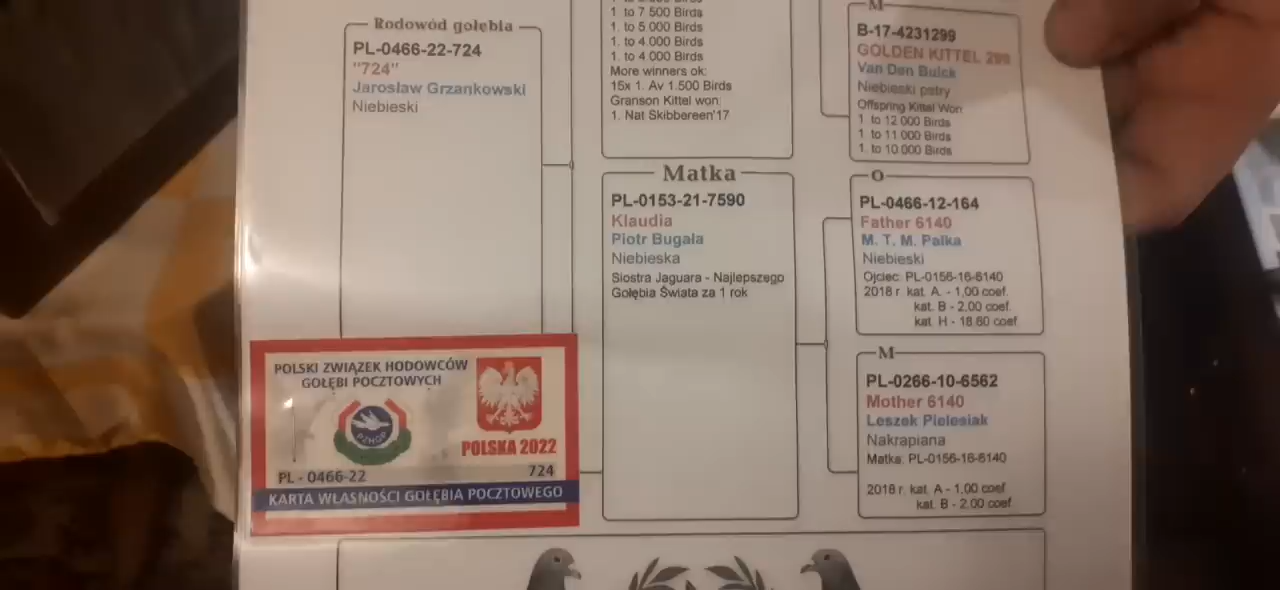 Rodowód gołębia
PL-0466-22-724
"724"
Jarosław Grzankowski
Niebieski
1. to 7.500 Birds
1. to 5.000 Birds
1. to 4.000 Birds
1. to 4.000 Birds
More winners ok:
15x 1. Av 1.500 Birds
Granson Kittel won:
1. Nat Skibbereen'17
Matka
PL-0153-21-7590
Klaudia
Piotr Bugala
Niebieska
Siostra Jaguara - Najlepszego
Gołębia Świata za 1 rok
M
B-17-4231299
GOLDEN KITTEL 299
Van Den Bulck
Niebieski pstry
Offspring Kittel Won
1. to 12 000 Birds
1. to 11 000 Birds
1. to 10 000 Birds
O
PL-0466-12-164
Father 6140
M. T. M. Palka
Niebieski
Ojciec: PL-0156-16-6140
2018 r. kat. A. - 1,00 coef.
kat. B - 2,00 coef.
kat. H - 18,60 coef
M
PL-0266-10-6562
Mother 6140
Leszek Pielesiak
Nakrapiana
Matka: PL-0156-16-6140
2018 r. kat. A - 1,00 coef
kat. B - 2,00 coef
POLSKI ZWIĄZEK HODOWCÓW
GOŁĘBI POCZTOWYCH
PZHGP
POLSKA 2022
PL - 0466-22
724
KARTA WŁASNOŚCI GOŁĘBIA POCZTOWEGO